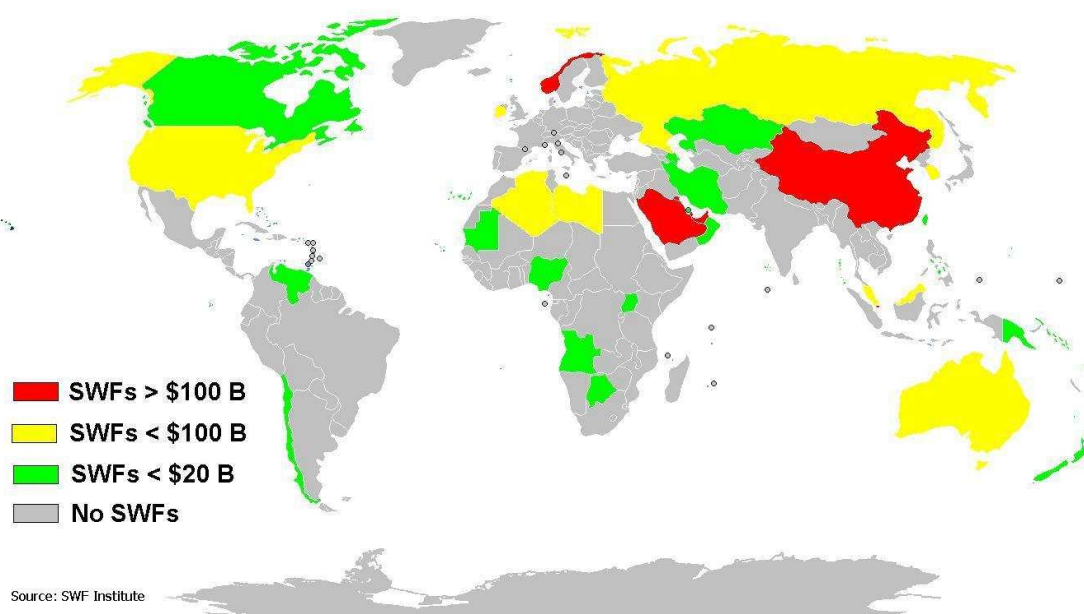 SWFs > $100 B
SWFs < $100 B
SWFs < $20 B
No SWFs
Source: SWF Institute